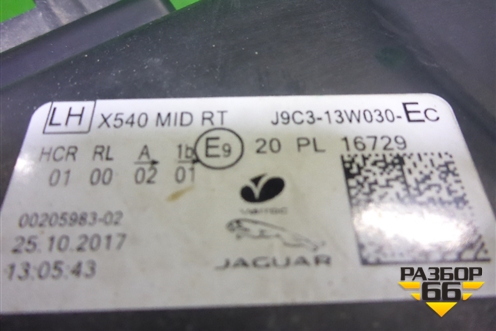 LH X540 MID RT J9C3-13W030-EC
HCR RL A 1b E9 20 PL 16729
01 00 02 01
00205983-02
25.10.2017
13:05:43
JAGUAR
РАЗБОР
66